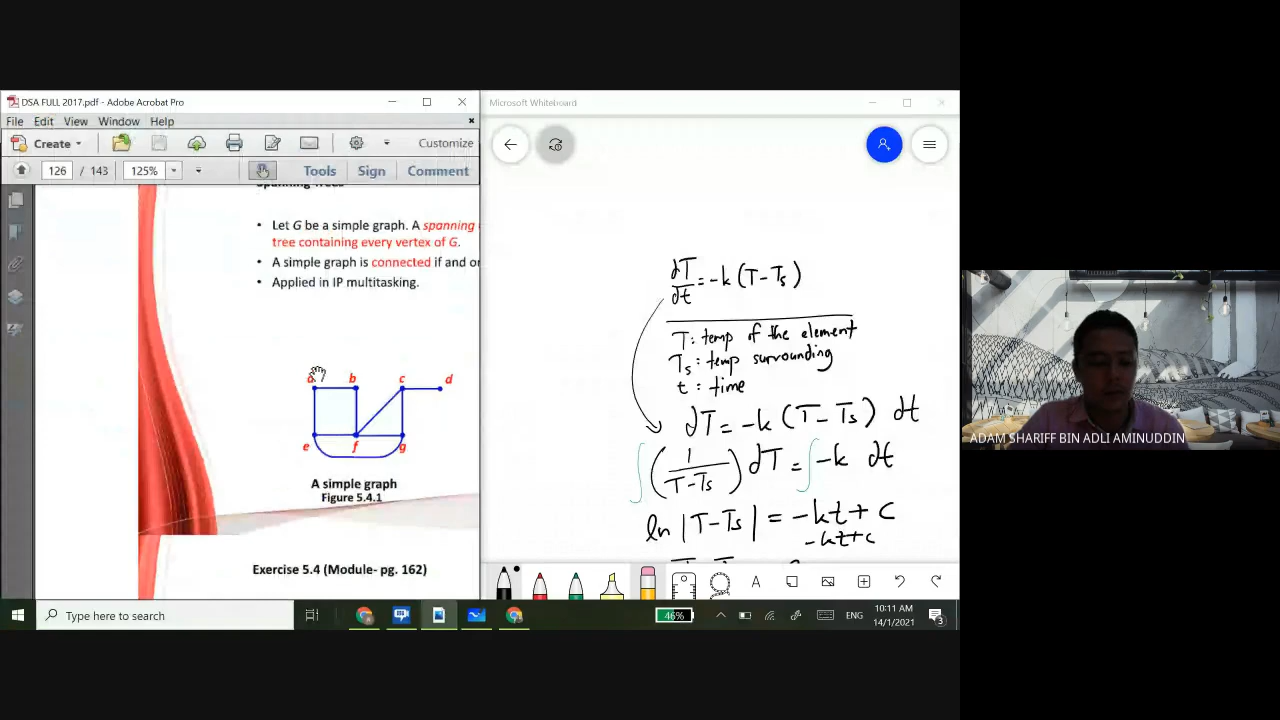 DSA FULL 2017.pdf - Adobe Acrobat Pro
File Edit View Window Help
Create
Customize
126 / 143 125%
Tools Sign Comment
Spanning Trees
• Let G be a simple graph. A spanning
tree containing every vertex of G.
• A simple graph is connected if and
• Applied in IP multitasking.
a b c d
e f g
A simple graph
Figure 5.4.1
Exercise 5.4 (Module- pg. 162)
Microsoft Whiteboard
dT/dt = -k (T-Ts)
T: temp of the element
Ts: temp surrounding
t: time
dT = -k (T-Ts) dt
∫ (1/(T-Ts)) dT = ∫ -k dt
ln |T-Ts| = -kt + c
-kt+c
ADAM SHARIFF BIN ADLI AMINUDDIN
Type here to search
46%
ENG
10:11 AM
14/1/2021
3